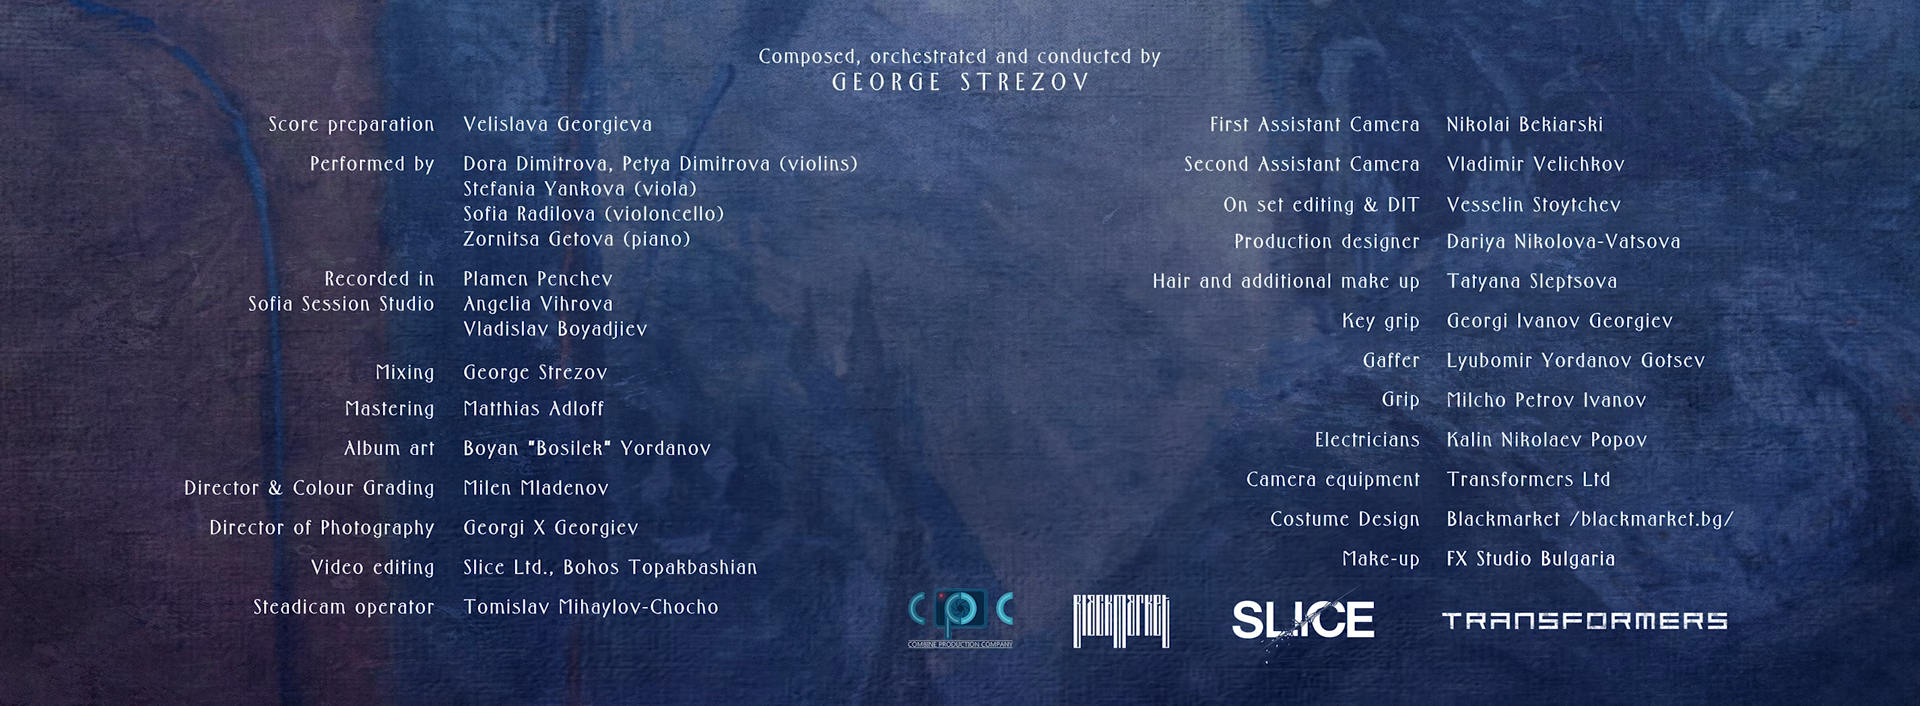 Composed, orchestrated and conducted by
GEORGE STREZOV
Score preparation Velislava Georgieva
Performed by Dora Dimitrova, Petya Dimitrova (violins)
Stefania Yankova (viola)
Sofia Radilova (violoncello)
Zornitsa Getova (piano)
Recorded in Plamen Penchev
Sofia Session Studio Angelia Vihrova
Vladislav Boyadjiev
Mixing George Strezov
Mastering Matthias Adloff
Album art Boyan "Bosilek" Yordanov
Director & Colour Grading Milen Mladenov
Director of Photography Georgi X Georgiev
Video editing Slice Ltd., Bohos Topakbashian
Steadicam operator Tomislav Mihaylov-Chocho
First Assistant Camera Nikolai Bekiarski
Second Assistant Camera Vladimir Velichkov
On set editing & DIT Vesselin Stoytchev
Production designer Dariya Nikolova-Vatsova
Hair and additional make up Tatyana Sleptsova
Key grip Georgi Ivanov Georgiev
Gaffer Lyubomir Yordanov Gotsev
Grip Milcho Petrov Ivanov
Electricians Kalin Nikolaev Popov
Camera equipment Transformers Ltd
Costume Design Blackmarket /blackmarket.bg/
Make-up FX Studio Bulgaria
cpc
COMBINE PRODUCTION COMPANY
Blackmarket
SLICE
TRANSFORMERS